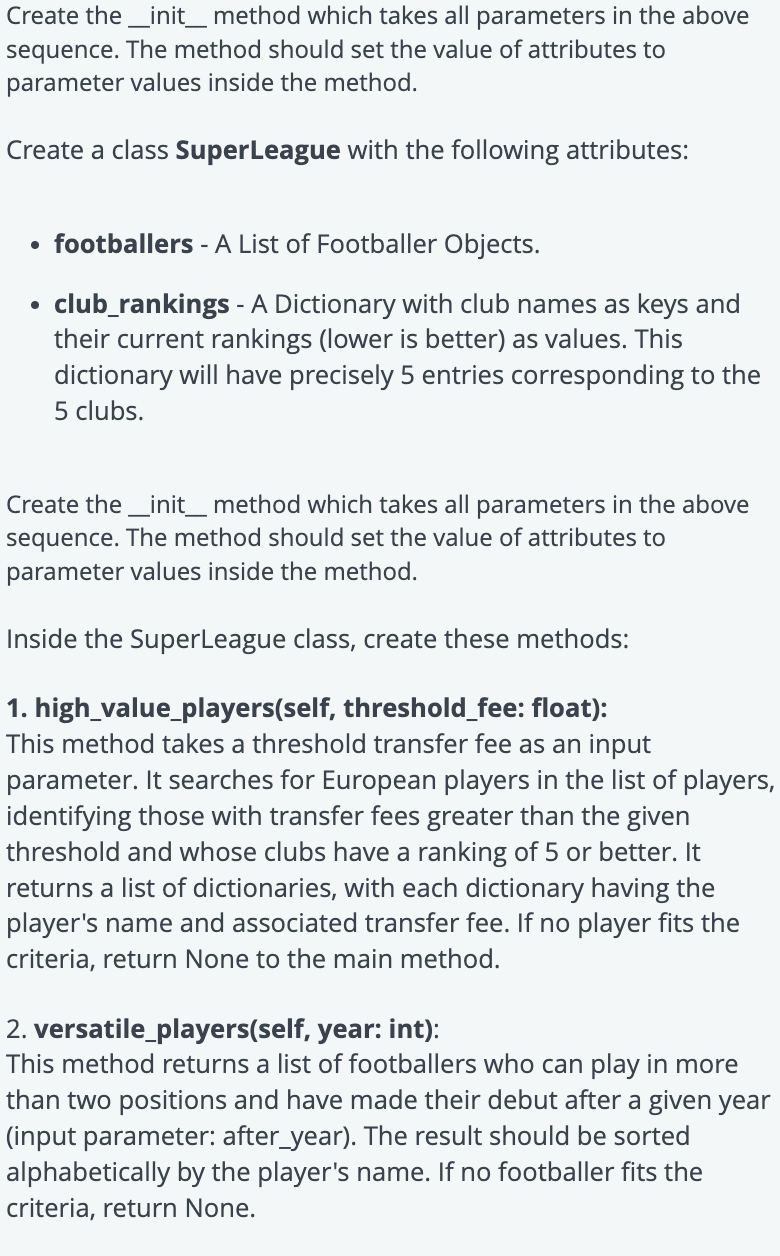 Create the __init__ method which takes all parameters in the above
sequence. The method should set the value of attributes to
parameter values inside the method.
Create a class SuperLeague with the following attributes:
• footballers - A List of Footballer Objects.
• club_rankings - A Dictionary with club names as keys and
their current rankings (lower is better) as values. This
dictionary will have precisely 5 entries corresponding to the
5 clubs.
Create the __init__ method which takes all parameters in the above
sequence. The method should set the value of attributes to
parameter values inside the method.
Inside the SuperLeague class, create these methods:
1. high_value_players(self, threshold_fee: float):
This method takes a threshold transfer fee as an input
parameter. It searches for European players in the list of players,
identifying those with transfer fees greater than the given
threshold and whose clubs have a ranking of 5 or better. It
returns a list of dictionaries, with each dictionary having the
player's name and associated transfer fee. If no player fits the
criteria, return None to the main method.
2. versatile_players(self, year: int):
This method returns a list of footballers who can play in more
than two positions and have made their debut after a given year
(input parameter: after_year). The result should be sorted
alphabetically by the player's name. If no footballer fits the
criteria, return None.